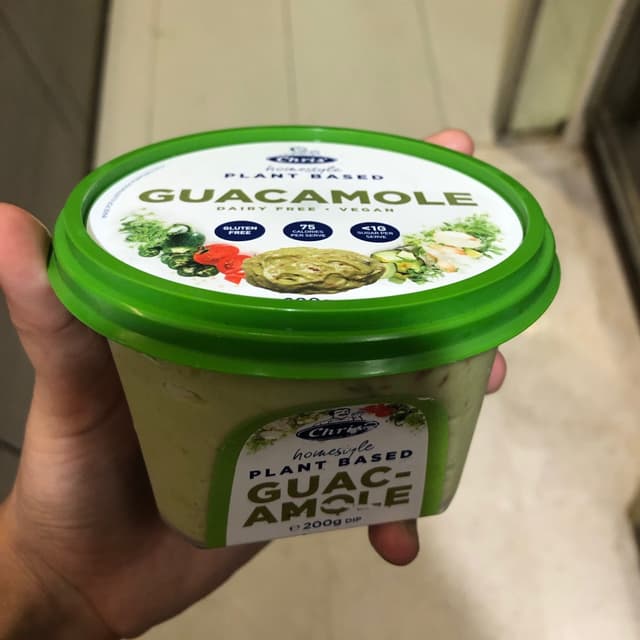 Chris'
homestyle
PLANT BASED
GUACAMOLE
DAIRY FREE • VEGAN
GLUTEN
FREE
75
CALORIES
PER SERVE
<1G
SUGAR PER
SERVE
Chris'
homestyle
PLANT BASED
GUAC-
AMOLE
℮ 200g DIP